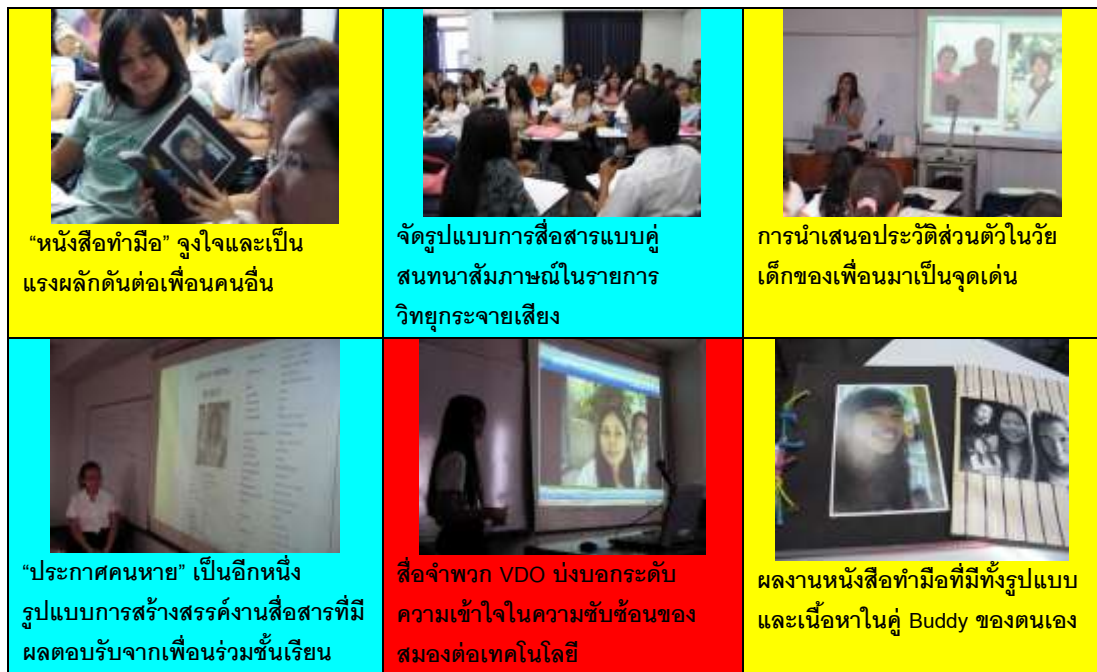 “หนังสือทำมือ” จูงใจและเป็น
แรงผลักดันต่อเพื่อนคนอื่น
จัดรูปแบบการสื่อสารแบบคู่
สนทนาสัมภาษณ์ในรายการ
วิทยุกระจายเสียง
การนำเสนอประวัติส่วนตัวในวัย
เด็กของเพื่อนมาเป็นจุดเด่น
“ประกาศคนหาย” เป็นอีกหนึ่ง
รูปแบบการสร้างสรรค์งานสื่อสารที่มี
ผลตอบรับจากเพื่อนร่วมชั้นเรียน
สื่อจำพวก VDO บ่งบอกระดับ
ความเข้าใจในความซับซ้อนของ
สมองต่อเทคโนโลยี
ผลงานหนังสือทำมือที่มีทั้งรูปแบบ
และเนื้อหาในคู่ Buddy ของตนเอง